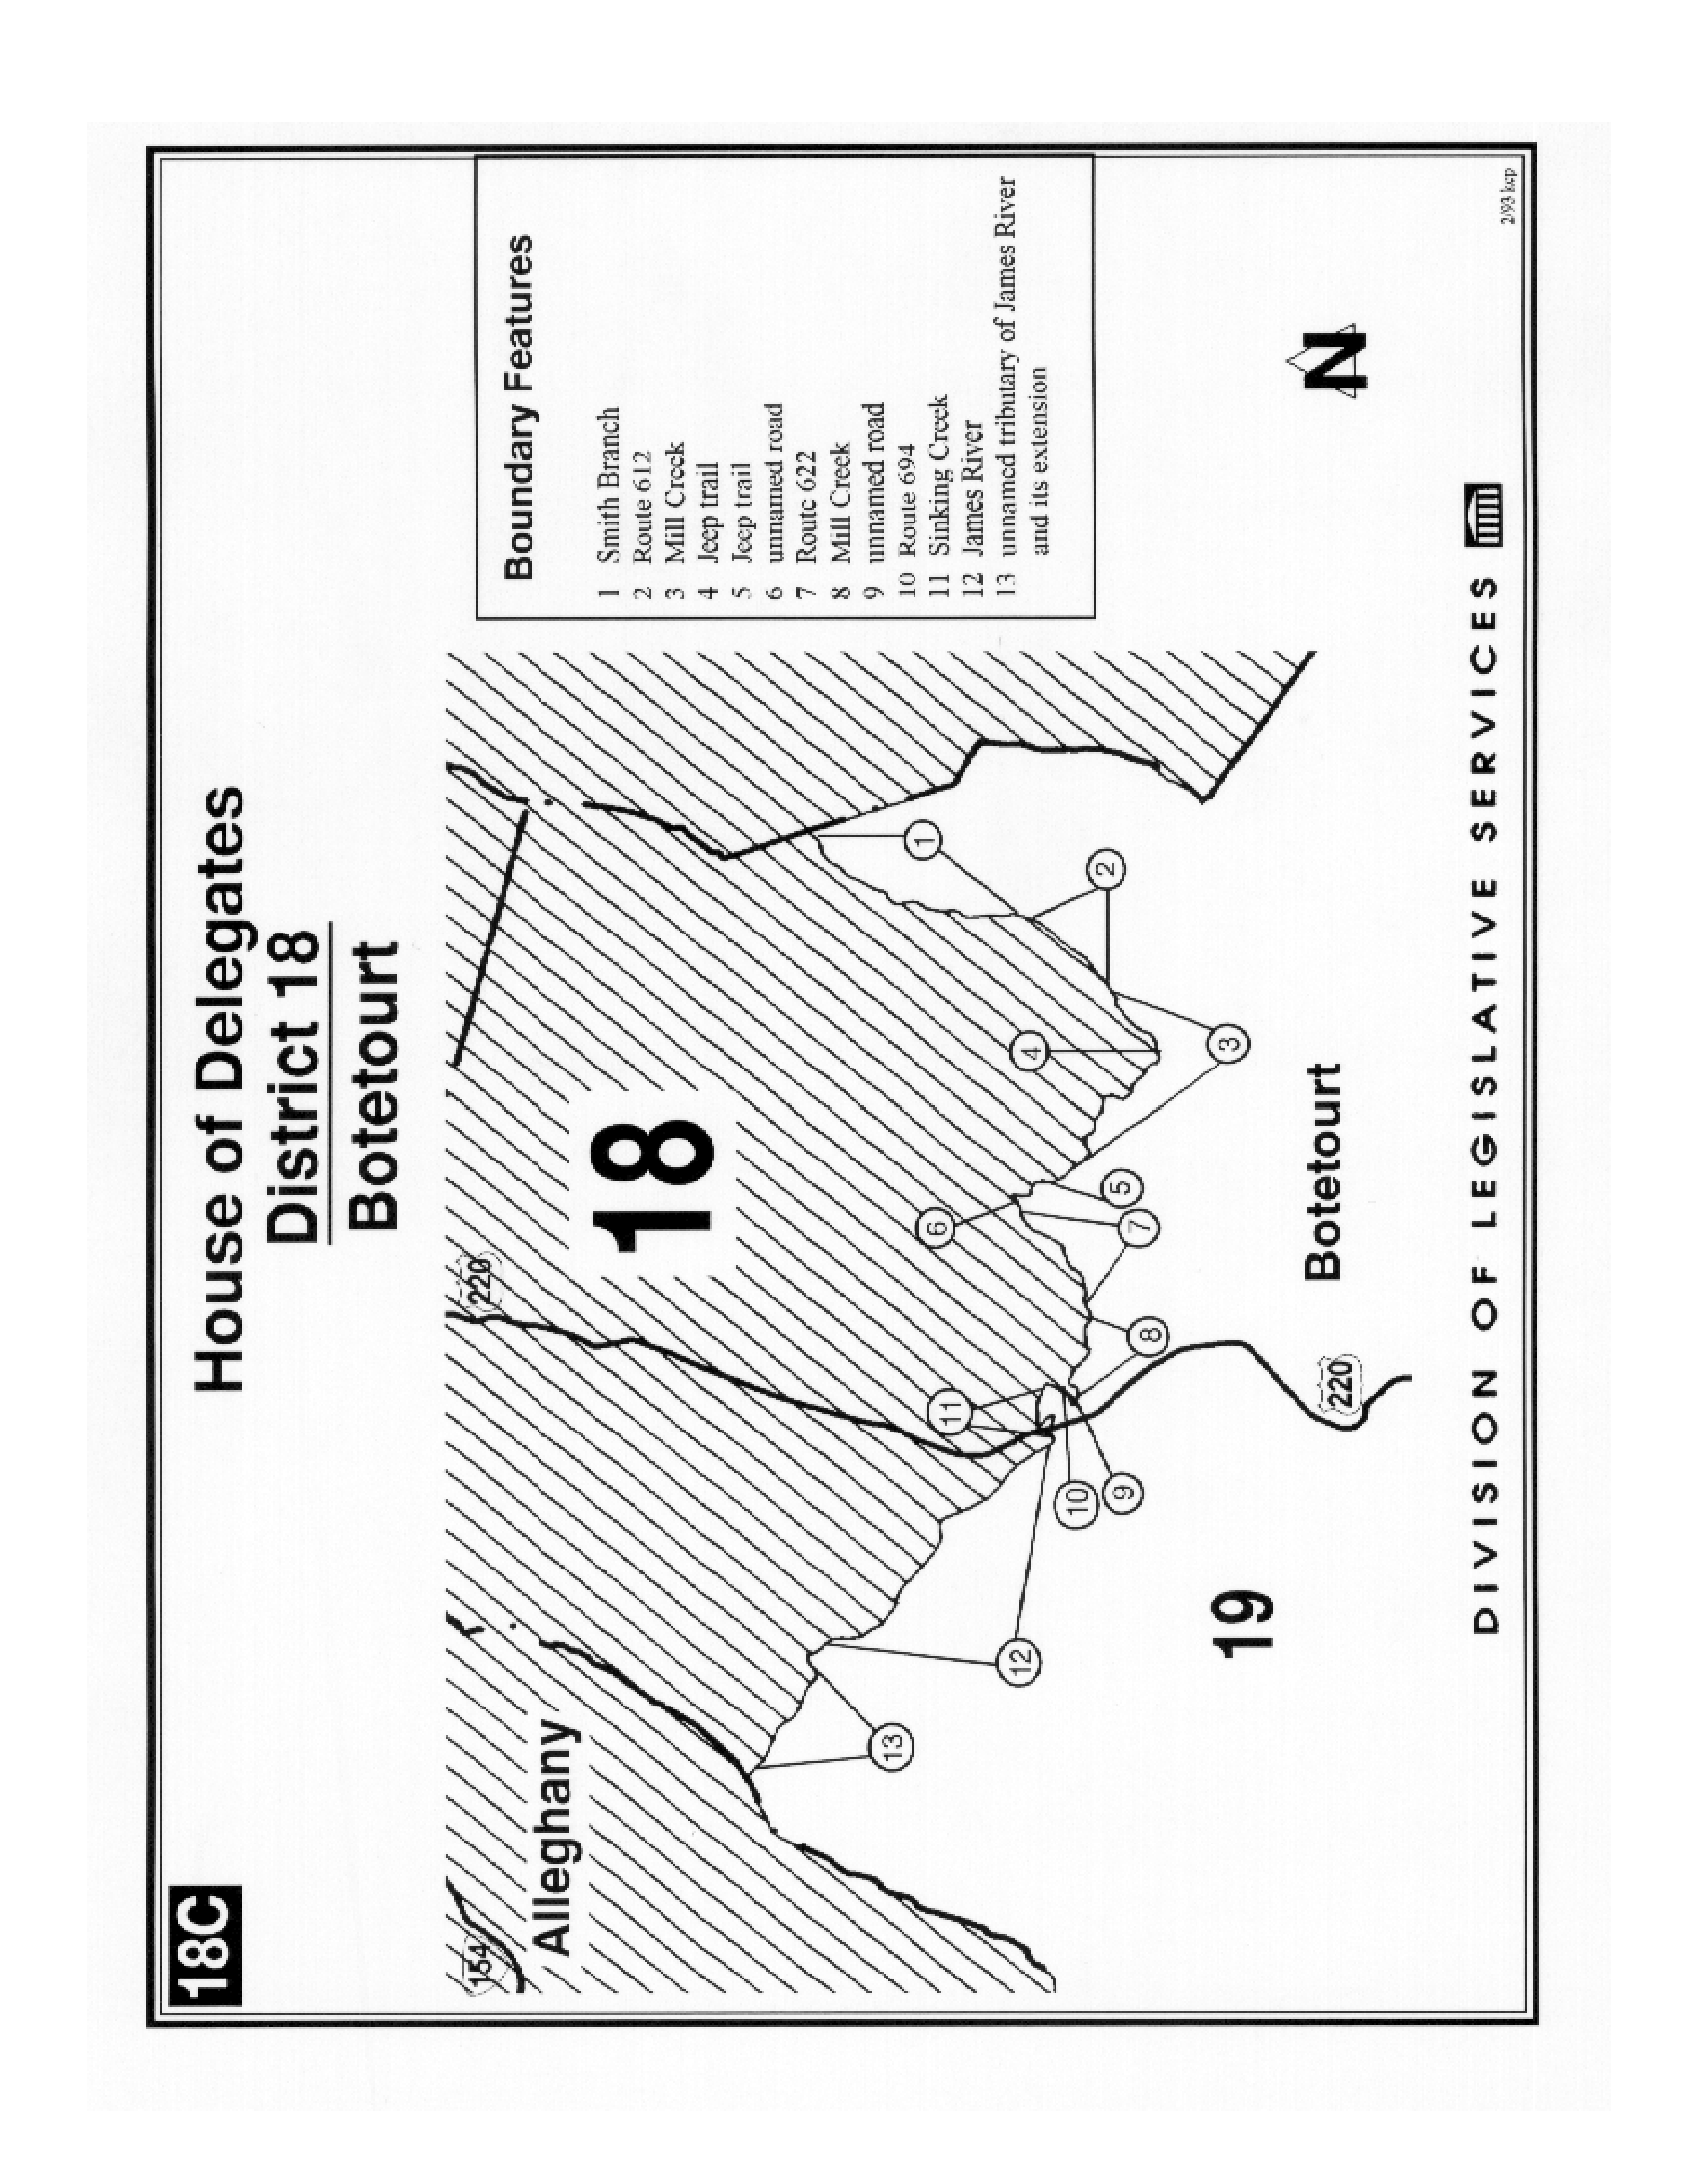 18C
House of Delegates
District 18
Botetourt
154
Alleghany
220
18
Boundary Features
1 Smith Branch
2 Route 612
3 Mill Creek
4 Jeep trail
5 Jeep trail
6 unnamed road
7 Route 622
8 Mill Creek
9 unnamed road
10 Route 694
11 Sinking Creek
12 James River
13 unnamed tributary of James River
and its extension
13
12
11
10
9
8
7
6
5
4
3
2
1
19
220
Botetourt
N
DIVISION OF LEGISLATIVE SERVICES
2/93 kcp